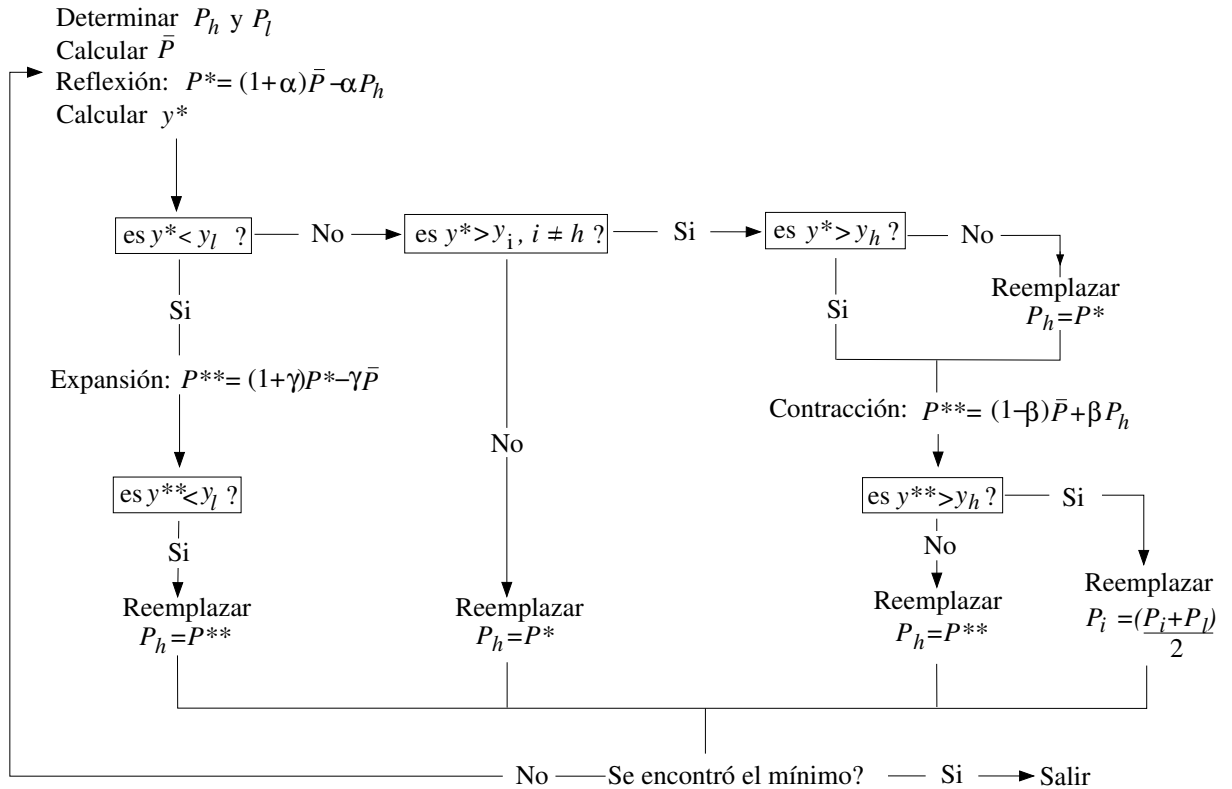 Determinar P_h y P_l
Calcular P̄
Reflexión: P*= (1+α)P̄ -αP_h
Calcular y*
es y*< y_l ?
No
es y*>y_i, i ≠ h ?
Si
es y*>y_h ?
No
Si
Si
Reemplazar
P_h=P*
Expansión: P**= (1+γ)P*-γP̄
Contracción: P**= (1-β)P̄+βP_h
No
es y**<y_l ?
es y**>y_h ?
Si
Si
No
Reemplazar
P_h=P**
Reemplazar
P_h=P*
Reemplazar
P_h=P**
Reemplazar
P_i =(P_i+P_l)
2
No
Se encontró el mínimo?
Si
Salir